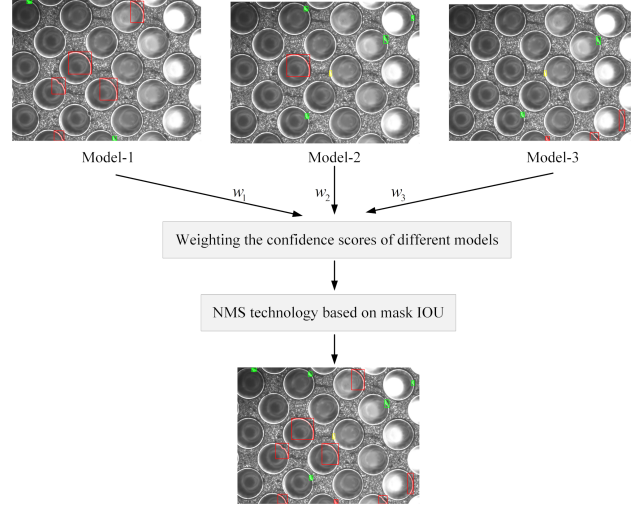 Model-1
Model-2
Model-3
w1
w2
w3
Weighting the confidence scores of different models
NMS technology based on mask IOU